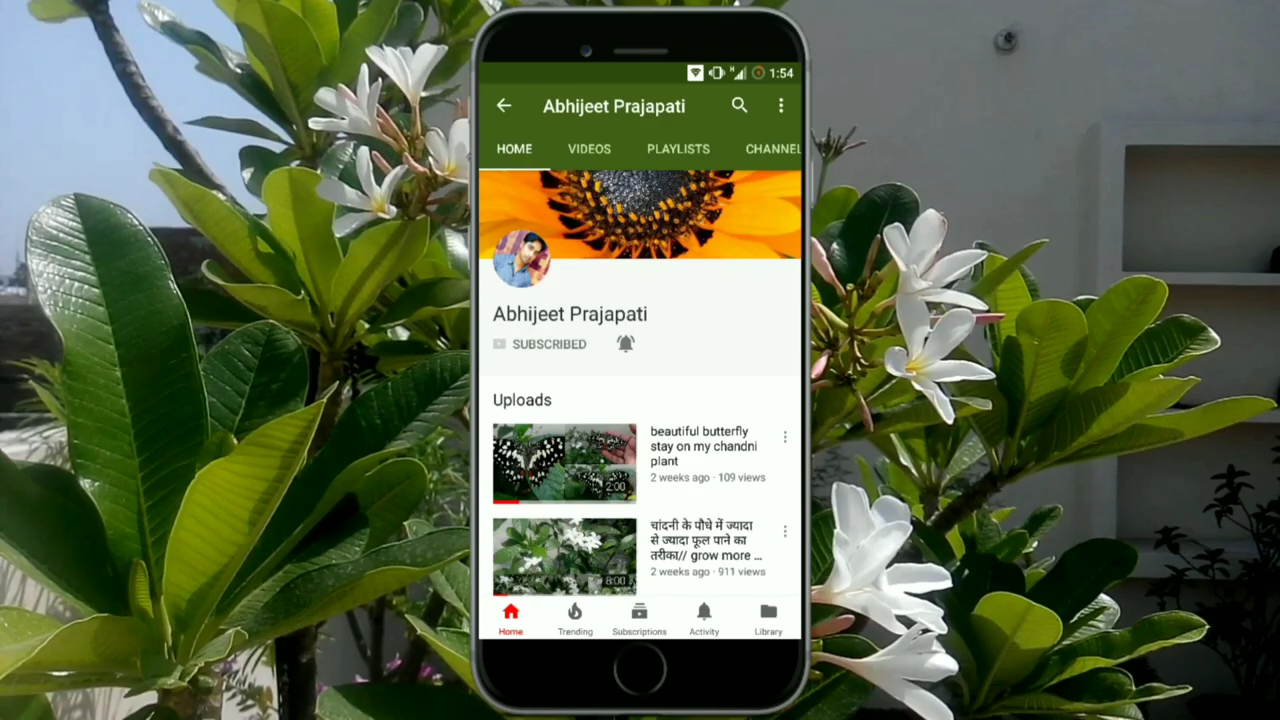 H 1:54
Abhijeet Prajapati
HOME VIDEOS PLAYLISTS CHANNEL
Abhijeet Prajapati
SUBSCRIBED
Uploads
beautiful butterfly
stay on my chandni
plant
2 weeks ago · 109 views
2:00
चांदनी के पौधे में ज्यादा
से ज्यादा फूल पाने का
तरीका// grow more ...
2 weeks ago · 911 views
8:00
Home Trending Subscriptions Activity Library